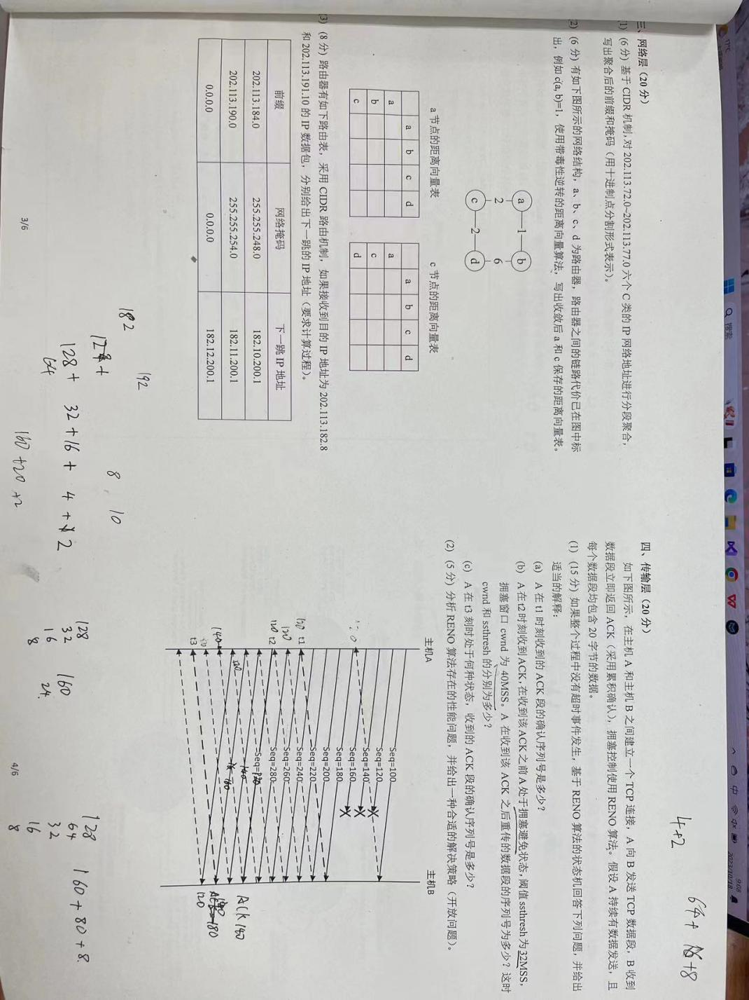 三、网络层（20 分）
(1) (6 分) 基于 CIDR 机制，对 202.113.72.0~202.113.77.0 六个 C 类的 IP 网络地址进行分段聚合，
写出聚合后的前缀和掩码（用十进制点分割形式表示）。
2) (6 分) 有如下图所示的网络结构，a、b、c、d 为路由器，路由器之间的链路代价已在图中标
出，例如 c(a, b)=1，使用带毒性逆转的距离向量算法，写出收敛后 a 和 c 保存的距离向量表。
a 1 b
2 6
c 2 d
a 节点的距离向量表
a b c d
a
b
c
c 节点的距离向量表
a b c d
a
c
d
3) (8 分) 路由器有如下路由表，采用 CIDR 路由机制，如果接收到目的 IP 地址为 202.113.182.8
和 202.113.191.10 的 IP 数据包，分别给出下一跳的 IP 地址（要求计算过程）。
前缀 网络掩码 下一跳 IP 地址
202.113.184.0 255.255.248.0 182.10.200.1
202.113.190.0 255.255.254.0 182.11.200.1
0.0.0.0 0.0.0.0 182.12.200.1
192
182
8 , 10
128 + 32 + 16 + 4 + 2
64
160 +20 +2
3/6
4+2
64+ 16 +8
四、传输层（20 分）
如下图所示，在主机 A 和主机 B 之间建立一个 TCP 连接，A 向 B 发送 TCP 数据段，B 收到
数据段立即返回 ACK（采用累积确认），拥塞控制使用 RENO 算法。假设 A 持续有数据发送，且
每个数据段均包含 20 字节的数据。
(1) (15 分) 如果整个过程中没有超时事件发生，基于 RENO 算法的状态机回答下列问题，并给出
适当的解释：
(a) A 在 t1 时刻收到的 ACK 段的确认序列号是多少？
(b) A 在 t2 时刻收到 ACK，在收到该 ACK 之前 A 处于拥塞避免状态，阈值 ssthresh 为 32MSS，
拥塞窗口 cwnd 为 40MSS。A 在收到该 ACK 之后重传的数据段的序列号为多少？这时
cwnd 和 ssthresh 的分别为多少？
(c) A 在 t3 刻时处于何种状态，收到的 ACK 段的确认序列号是多少？
(2) (5 分) 分析 RENO 算法存在的性能问题，并给出一种合适的解决策略（开放问题）。
主机A 主机B
Seq=100
Seq=120
Seq=140
Seq=160
Seq=180
Seq=200
Seq=220
Seq=240
Seq=260
Seq=280
Seq=120
t1
t2
t3
120
120
120
140
140
160
ACK 140
120
128
32
16
8
160
24
128
64
32
16
8
160 + 80 + 8
4/6
搜索
9:08
2023/10/18